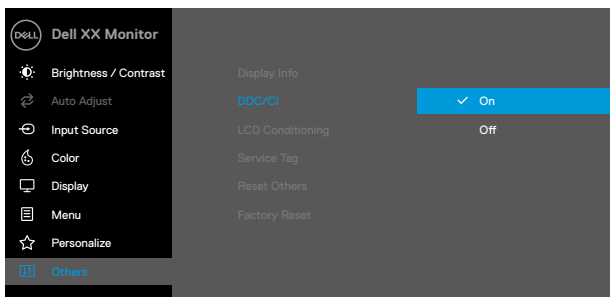 DELL Dell XX Monitor
Brightness / Contrast
Auto Adjust
Input Source
Color
Display
Menu
Personalize
Others
Display Info
DDC/CI
LCD Conditioning
Service Tag
Reset Others
Factory Reset
On
Off